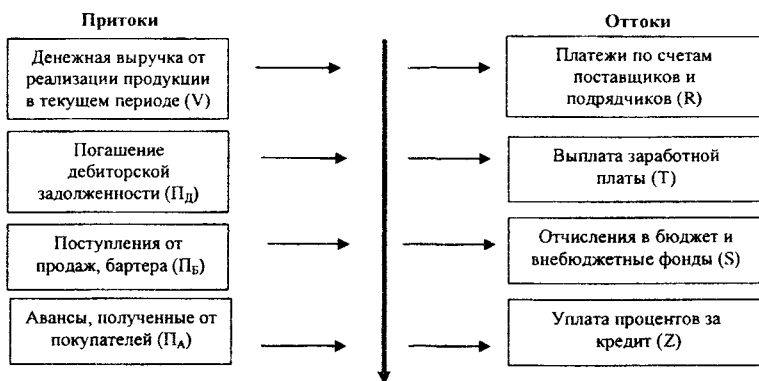 Притоки
Денежная выручка от
реализации продукции
в текущем периоде (V)
Погашение
дебиторской
задолженности (П_Д)
Поступления от
продаж, бартера (П_Б)
Авансы, полученные от
покупателей (П_А)
Оттоки
Платежи по счетам
поставщиков и
подрядчиков (R)
Выплата заработной
платы (Т)
Отчисления в бюджет и
внебюджетные фонды (S)
Уплата процентов за
кредит (Z)